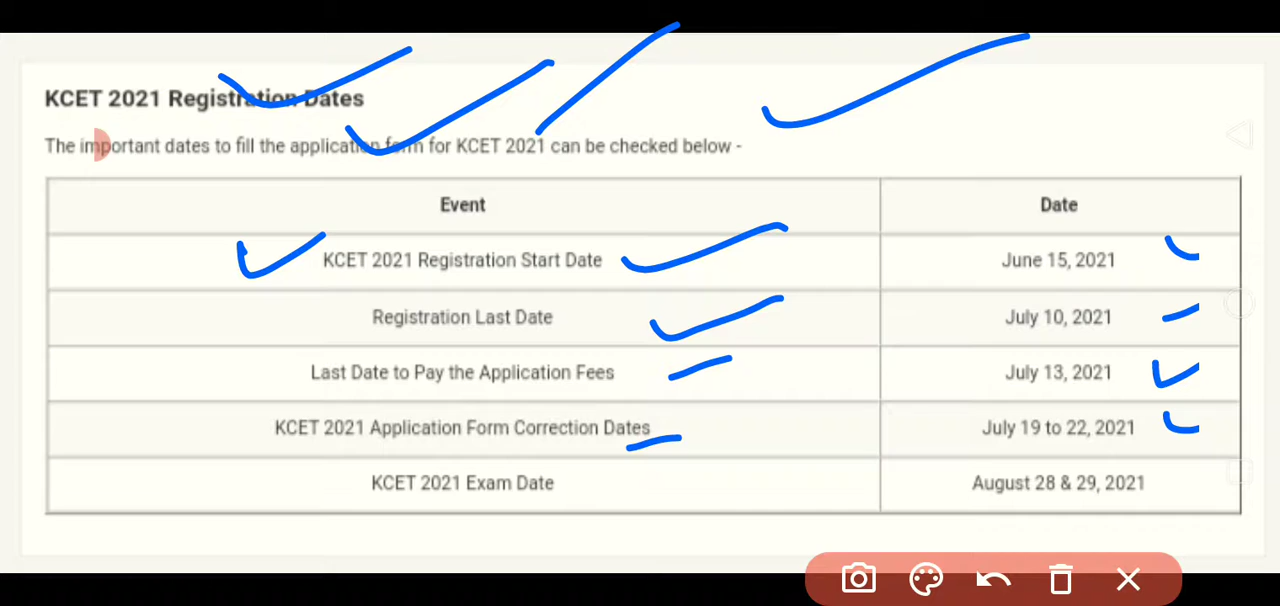 KCET 2021 Registration Dates
The important dates to fill the application form for KCET 2021 can be checked below -
Event Date
KCET 2021 Registration Start Date June 15, 2021
Registration Last Date July 10, 2021
Last Date to Pay the Application Fees July 13, 2021
KCET 2021 Application Form Correction Dates July 19 to 22, 2021
KCET 2021 Exam Date August 28 & 29, 2021